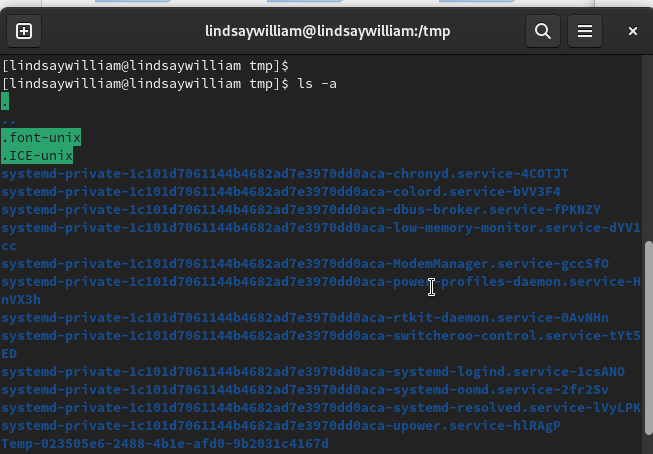 lindsaywilliam@lindsaywilliam:/tmp
[lindsaywilliam@lindsaywilliam tmp]$
[lindsaywilliam@lindsaywilliam tmp]$ ls -a
.
..
.font-unix
.ICE-unix
systemd-private-1c101d7061144b4682ad7e3970dd0aca-chronyd.service-4COTJT
systemd-private-1c101d7061144b4682ad7e3970dd0aca-colord.service-bVV3F4
systemd-private-1c101d7061144b4682ad7e3970dd0aca-dbus-broker.service-fPKNZY
systemd-private-1c101d7061144b4682ad7e3970dd0aca-low-memory-monitor.service-dYV1
cc
systemd-private-1c101d7061144b4682ad7e3970dd0aca-ModemManager.service-gccSfO
systemd-private-1c101d7061144b4682ad7e3970dd0aca-power-profiles-daemon.service-H
nVX3h
systemd-private-1c101d7061144b4682ad7e3970dd0aca-rtkit-daemon.service-0AvNHn
systemd-private-1c101d7061144b4682ad7e3970dd0aca-switcheroo-control.service-tYt5
ED
systemd-private-1c101d7061144b4682ad7e3970dd0aca-systemd-logind.service-1csANO
systemd-private-1c101d7061144b4682ad7e3970dd0aca-systemd-oomd.service-2fr2Sv
systemd-private-1c101d7061144b4682ad7e3970dd0aca-systemd-resolved.service-lVyLPK
systemd-private-1c101d7061144b4682ad7e3970dd0aca-upower.service-hlRAgP
Temp-023505e6-2488-4b1e-afd0-9b2031c4167d